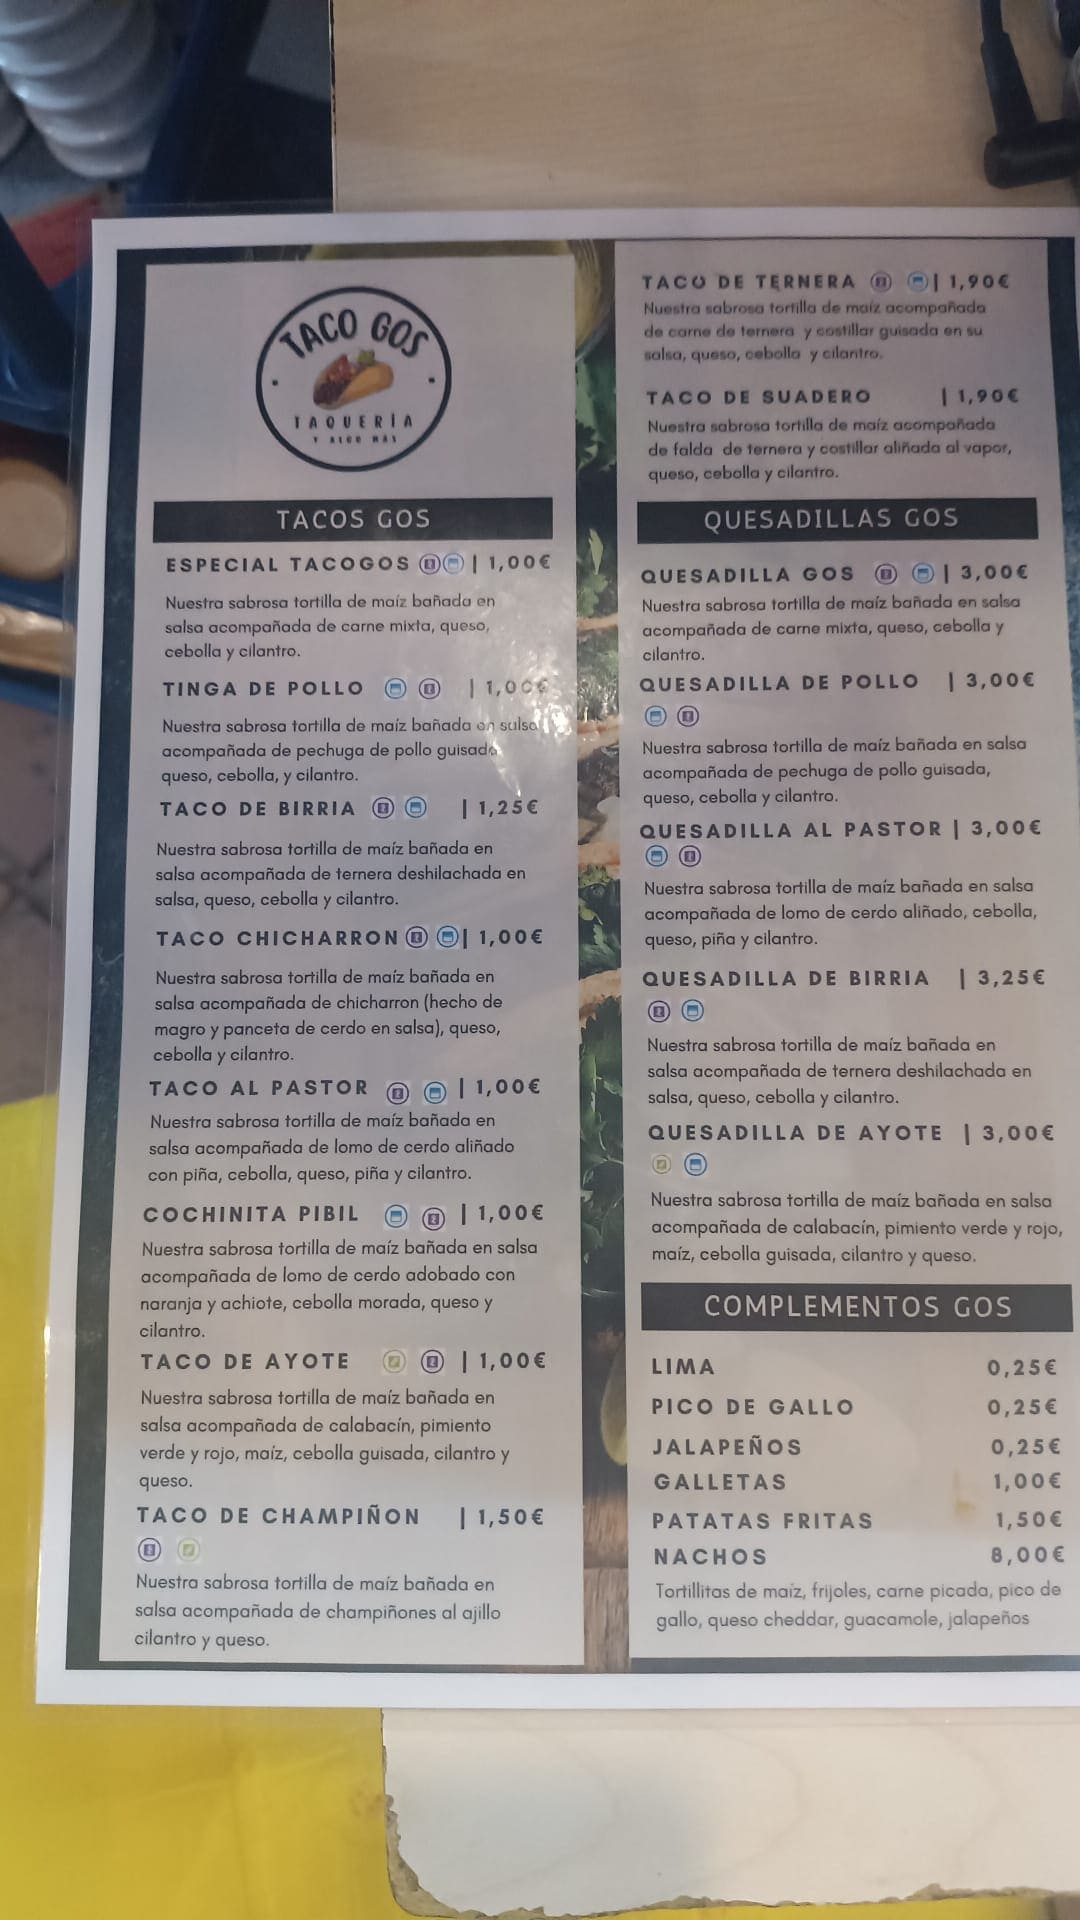 TACO GOS
TAQUERÍA
Y ALGO MÁS
TACOS GOS
ESPECIAL TACOGOS | 1,00€
Nuestra sabrosa tortilla de maíz bañada en
salsa acompañada de carne mixta, queso,
cebolla y cilantro.
TINGA DE POLLO | 1,00€
Nuestra sabrosa tortilla de maíz bañada en salsa
acompañada de pechuga de pollo guisada
queso, cebolla, y cilantro.
TACO DE BIRRIA | 1,25€
Nuestra sabrosa tortilla de maíz bañada en
salsa acompañada de ternera deshilachada en
salsa, queso, cebolla y cilantro.
TACO CHICHARRON | 1,00€
Nuestra sabrosa tortilla de maíz bañada en
salsa acompañada de chicharron (hecho de
magro y panceta de cerdo en salsa), queso,
cebolla y cilantro.
TACO AL PASTOR | 1,00€
Nuestra sabrosa tortilla de maíz bañada en
salsa acompañada de lomo de cerdo aliñado
con piña, cebolla, queso, piña y cilantro.
COCHINITA PIBIL | 1,00€
Nuestra sabrosa tortilla de maíz bañada en salsa
acompañada de lomo de cerdo adobado con
naranja y achiote, cebolla morada, queso y
cilantro.
TACO DE AYOTE | 1,00€
Nuestra sabrosa tortilla de maíz bañada en
salsa acompañada de calabacín, pimiento
verde y rojo, maíz, cebolla guisada, cilantro y
queso.
TACO DE CHAMPIÑON | 1,50€
Nuestra sabrosa tortilla de maíz bañada en
salsa acompañada de champiñones al ajillo
cilantro y queso.
TACO DE TERNERA | 1,90€
Nuestra sabrosa tortilla de maíz acompañada
de carne de ternera y costillar guisada en su
salsa, queso, cebolla y cilantro.
TACO DE SUADERO | 1,90€
Nuestra sabrosa tortilla de maíz acompañada
de falda de ternera y costillar aliñada al vapor,
queso, cebolla y cilantro.
QUESADILLAS GOS
QUESADILLA GOS | 3,00€
Nuestra sabrosa tortilla de maíz bañada en salsa
acompañada de carne mixta, queso, cebolla y
cilantro.
QUESADILLA DE POLLO | 3,00€
Nuestra sabrosa tortilla de maíz bañada en salsa
acompañada de pechuga de pollo guisada,
queso, cebolla y cilantro.
QUESADILLA AL PASTOR | 3,00€
Nuestra sabrosa tortilla de maíz bañada en salsa
acompañada de lomo de cerdo aliñado, cebolla,
queso, piña y cilantro.
QUESADILLA DE BIRRIA | 3,25€
Nuestra sabrosa tortilla de maíz bañada en
salsa acompañada de ternera deshilachada en
salsa, queso, cebolla y cilantro.
QUESADILLA DE AYOTE | 3,00€
Nuestra sabrosa tortilla de maíz bañada en salsa
acompañada de calabacín, pimiento verde y rojo,
maíz, cebolla guisada, cilantro y queso.
COMPLEMENTOS GOS
LIMA 0,25€
PICO DE GALLO 0,25€
JALAPEÑOS 0,25€
GALLETAS 1,00€
PATATAS FRITAS 1,50€
NACHOS 8,00€
Tortillitas de maíz, frijoles, carne picada, pico de
gallo, queso cheddar, guacamole, jalapeños